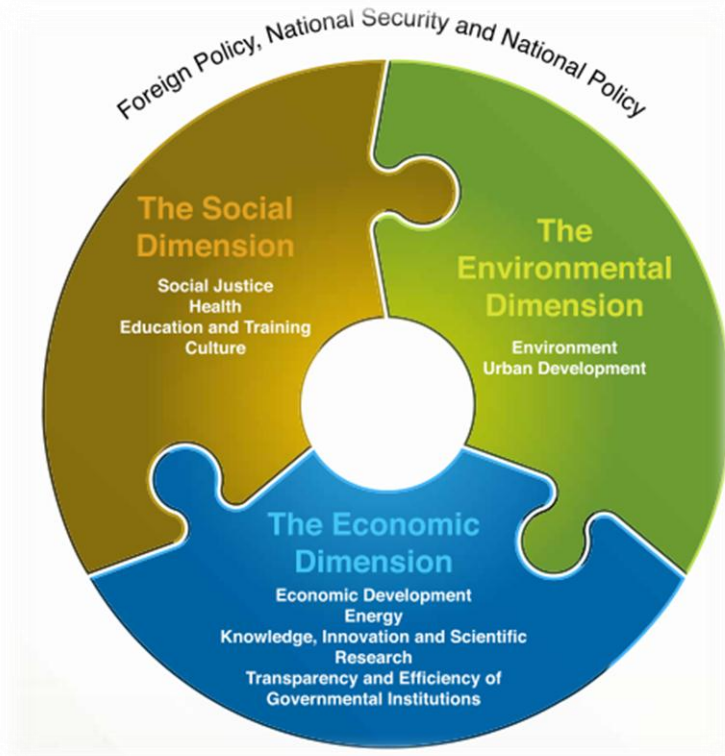 Foreign Policy, National Security and National Policy
The Social
Dimension
Social Justice
Health
Education and Training
Culture
The
Environmental
Dimension
Environment
Urban Development
The Economic
Dimension
Economic Development
Energy
Knowledge, Innovation and Scientific
Research
Transparency and Efficiency of
Governmental Institutions